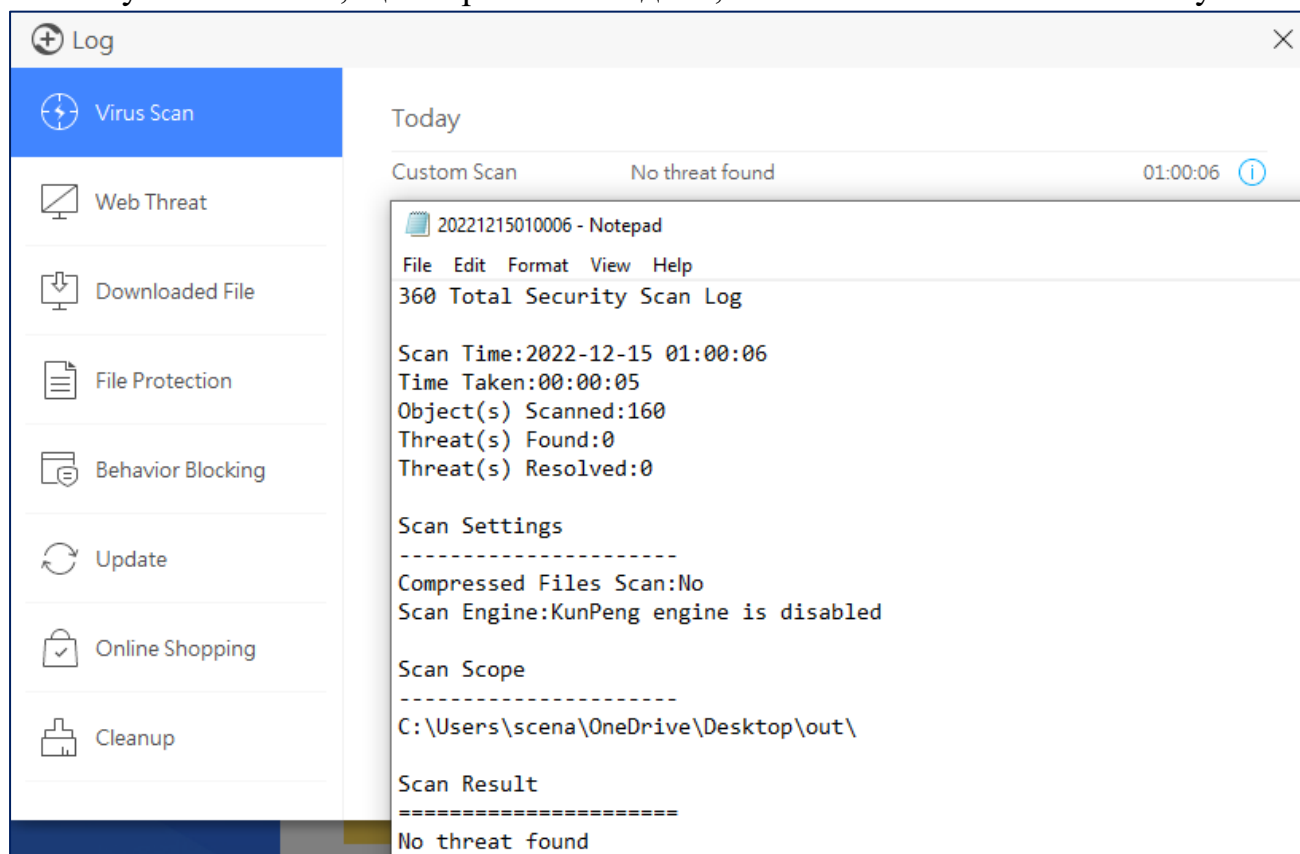 Log
Virus Scan
Web Threat
Downloaded File
File Protection
Behavior Blocking
Update
Online Shopping
Cleanup
Today
Custom Scan No threat found 01:00:06
20221215010006 - Notepad
File Edit Format View Help
360 Total Security Scan Log
Scan Time:2022-12-15 01:00:06
Time Taken:00:00:05
Object(s) Scanned:160
Threat(s) Found:0
Threat(s) Resolved:0
Scan Settings
----------------------
Compressed Files Scan:No
Scan Engine:KunPeng engine is disabled
Scan Scope
----------------------
C:\Users\scena\OneDrive\Desktop\out\
Scan Result
======================
No threat found